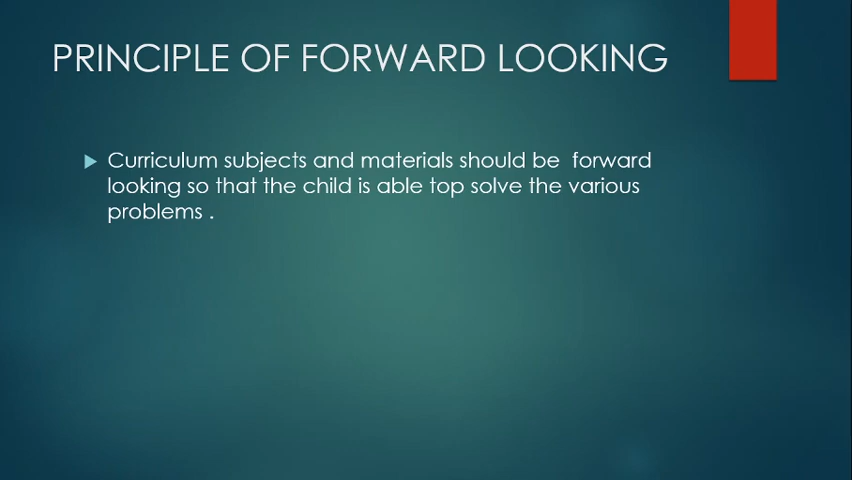 PRINCIPLE OF FORWARD LOOKING
Curriculum subjects and materials should be  forward
looking so that the child is able top solve the various
problems .